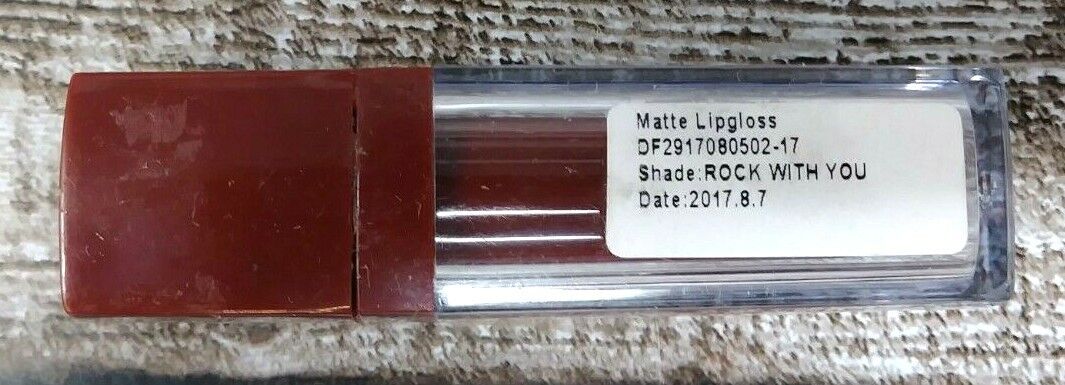 Matte Lipgloss
DF2917080502-17
Shade:ROCK WITH YOU
Date:2017.8.7